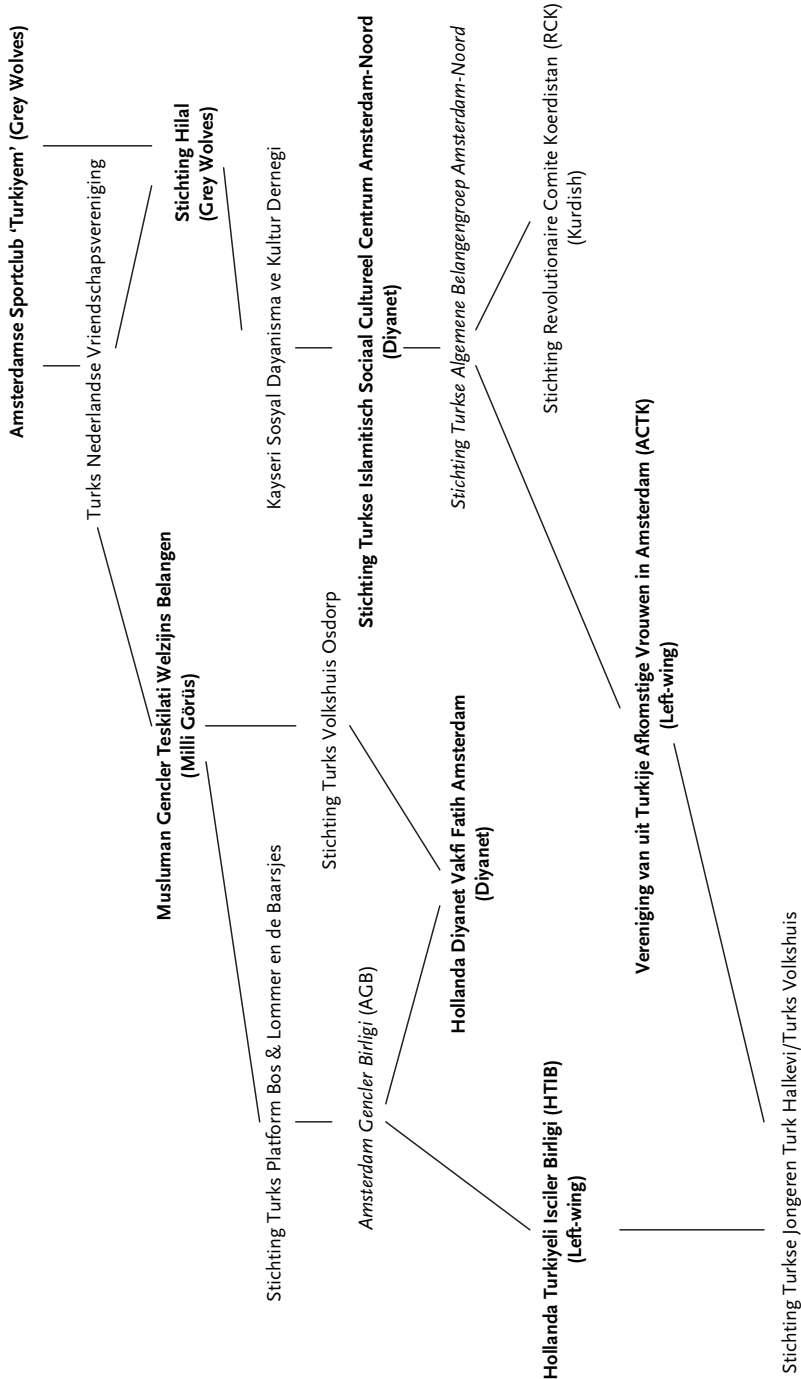 Amsterdamse Sportclub ‘Turkiyem’ (Grey Wolves)
Turks Nederlandse Vriendschapsvereniging
Musluman Gencler Teskilati Welzijns Belangen
(Milli Görüs)
Stichting Hilal
(Grey Wolves)
Stichting Turks Platform Bos & Lommer en de Baarsjes
Stichting Turks Volkshuis Osdorp
Kayseri Sosyal Dayanisma ve Kultur Dernegi
Amsterdam Gencler Birligi (AGB)
Stichting Turkse Islamitisch Sociaal Cultureel Centrum Amsterdam-Noord
(Diyanet)
Hollanda Diyanet Vakfi Fatih Amsterdam
(Diyanet)
Stichting Turkse Algemene Belangengroep Amsterdam-Noord
Hollanda Turkiyeli Isciler Birligi (HTIB)
(Left-wing)
Stichting Revolutionaire Comite Koerdistan (RCK)
(Kurdish)
Vereniging van uit Turkije Afkomstige Vrouwen in Amsterdam (ACTK)
(Left-wing)
Stichting Turkse Jongeren Turk Halkevi/Turks Volkshuis